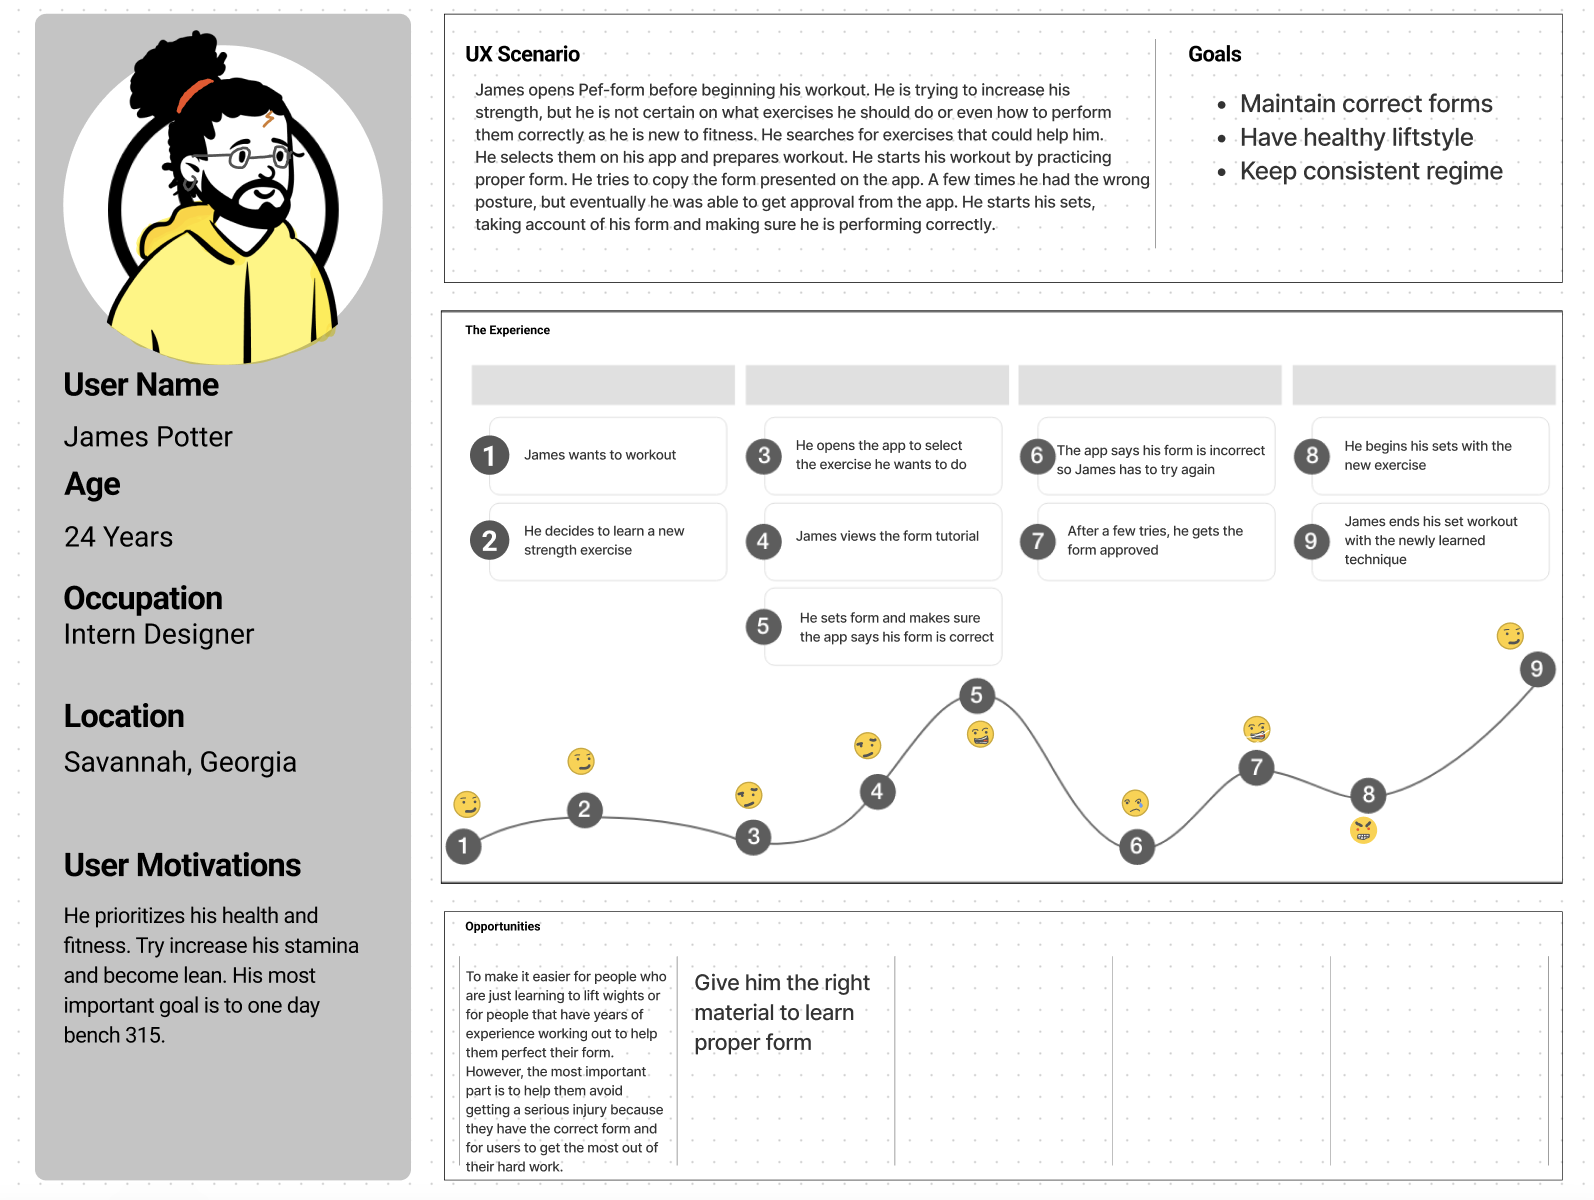 User Name
James Potter
Age
24 Years
Occupation
Intern Designer
Location
Savannah, Georgia
User Motivations
He prioritizes his health and
fitness. Try increase his stamina
and become lean. His most
important goal is to one day
bench 315.
UX Scenario
James opens Pef-form before beginning his workout. He is trying to increase his
strength, but he is not certain on what exercises he should do or even how to perform
them correctly as he is new to fitness. He searches for exercises that could help him.
He selects them on his app and prepares workout. He starts his workout by practicing
proper form. He tries to copy the form presented on the app. A few times he had the wrong
posture, but eventually he was able to get approval from the app. He starts his sets,
taking account of his form and making sure he is performing correctly.
Goals
• Maintain correct forms
• Have healthy liftstyle
• Keep consistent regime
The Experience
1
James wants to workout
2
He decides to learn a new
strength exercise
3
He opens the app to select
the exercise he wants to do
4
James views the form tutorial
5
He sets form and makes sure
the app says his form is correct
6
The app says his form is incorrect
so James has to try again
7
After a few tries, he gets the
form approved
8
He begins his sets with the
new exercise
9
James ends his set workout
with the newly learned
technique
1
2
3
4
5
6
7
8
9
Opportunities
To make it easier for people who
are just learning to lift wights or
for people that have years of
experience working out to help
them perfect their form.
However, the most important
part is to help them avoid
getting a serious injury because
they have the correct form and
for users to get the most out of
their hard work.
Give him the right
material to learn
proper form